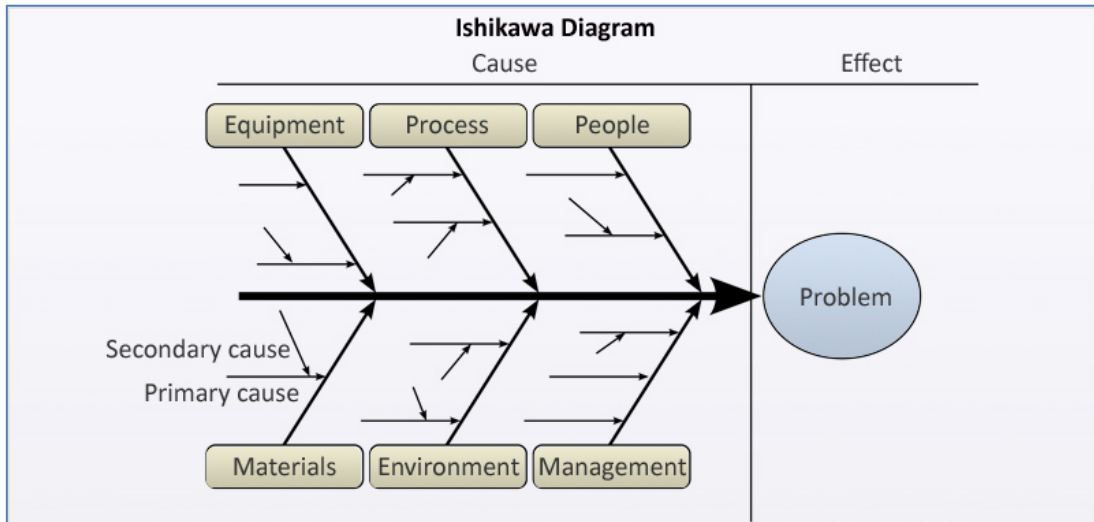 Ishikawa Diagram
Cause
Effect
Equipment
Process
People
Problem
Secondary cause
Primary cause
Materials
Environment
Management